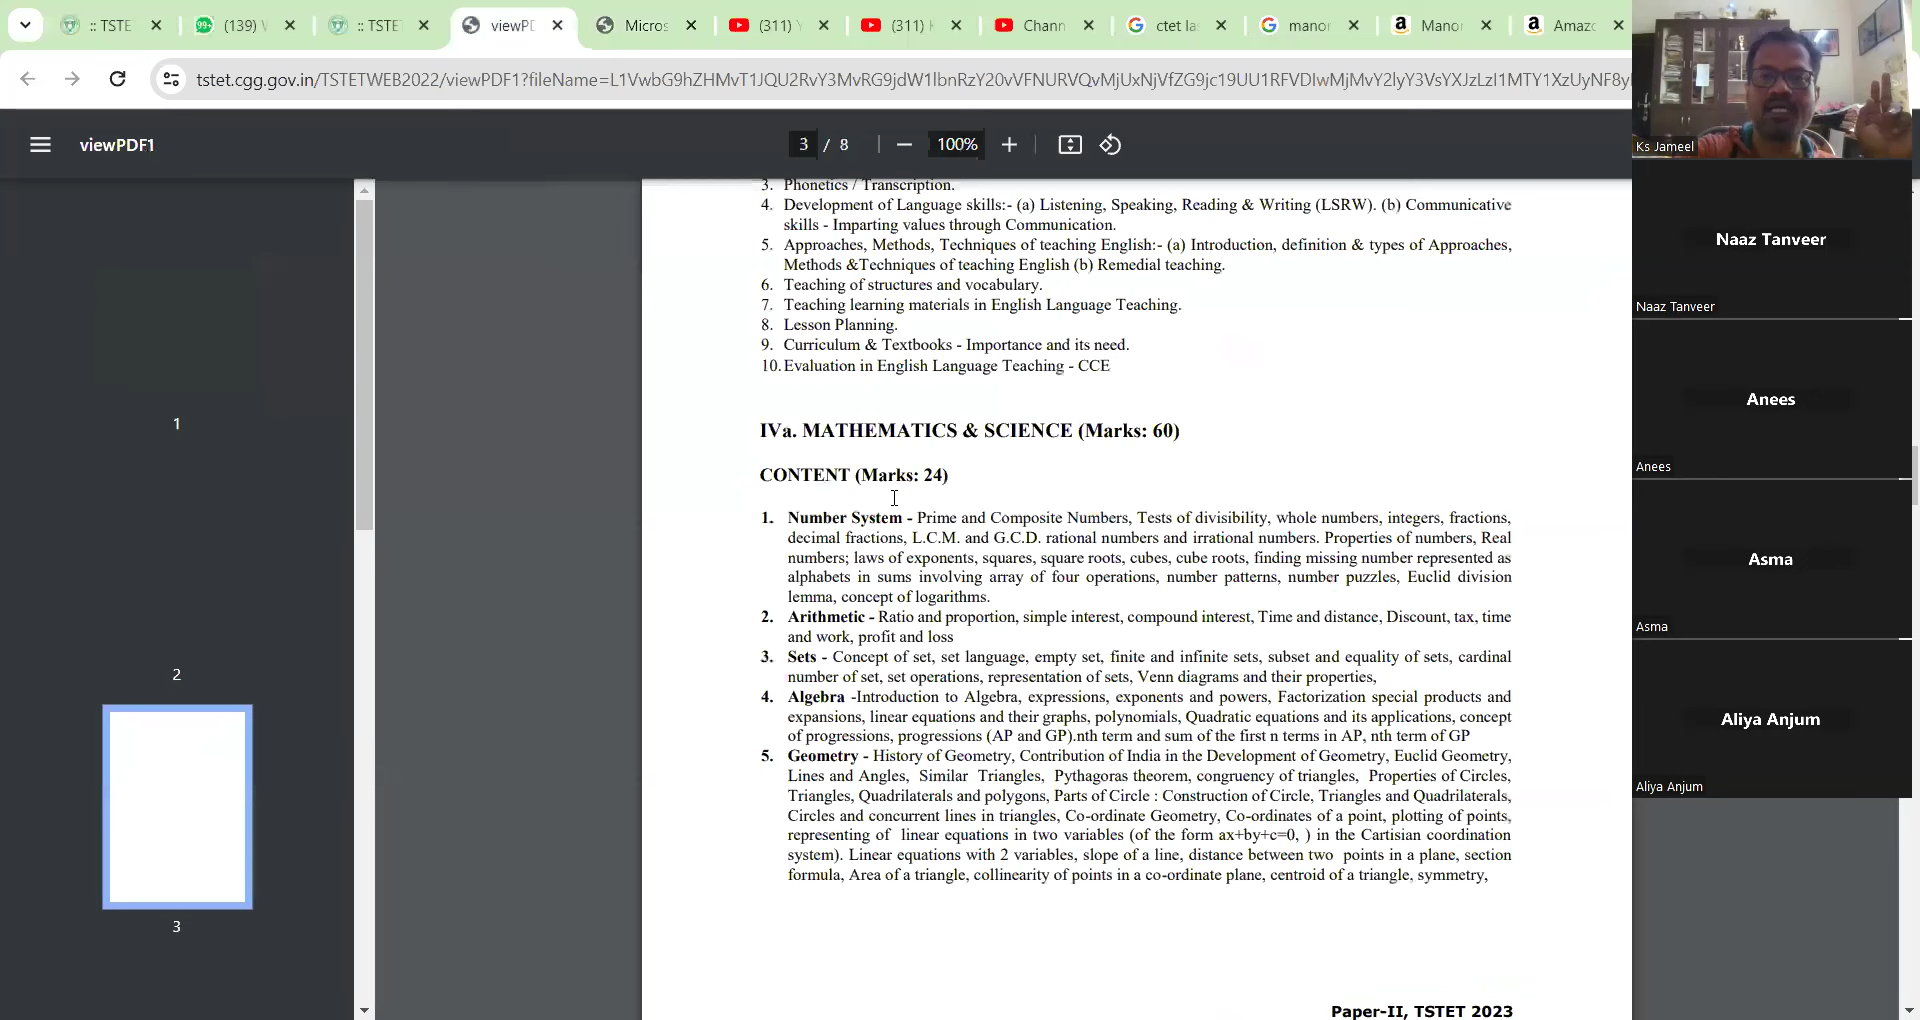 :: TSTE
99+
(139)
:: TSTE
viewPD
Micros
(311)
(311)
Chann
ctet la
manor
Manor
Amazo
tstet.cgg.gov.in/TSTETWEB2022/viewPDF1?fileName=L1VwbG9hZHMvT1JQU2RvY3MvRG9jdW1lbnRzY20vVFNURVQvMjUxNjVfZG9jc19UU1RFVDIwMjMvY2lyY3VsYXJzLzI1MTY1XzUyNF8y
viewPDF1
3 / 8
100%
1
2
3
3. Phonetics / Transcription.
4. Development of Language skills:- (a) Listening, Speaking, Reading & Writing (LSRW). (b) Communicative
skills - Imparting values through Communication.
5. Approaches, Methods, Techniques of teaching English:- (a) Introduction, definition & types of Approaches,
Methods &Techniques of teaching English (b) Remedial teaching.
6. Teaching of structures and vocabulary.
7. Teaching learning materials in English Language Teaching.
8. Lesson Planning.
9. Curriculum & Textbooks - Importance and its need.
10. Evaluation in English Language Teaching - CCE
IVa. MATHEMATICS & SCIENCE (Marks: 60)
CONTENT (Marks: 24)
1. Number System - Prime and Composite Numbers, Tests of divisibility, whole numbers, integers, fractions,
decimal fractions, L.C.M. and G.C.D. rational numbers and irrational numbers. Properties of numbers, Real
numbers; laws of exponents, squares, square roots, cubes, cube roots, finding missing number represented as
alphabets in sums involving array of four operations, number patterns, number puzzles, Euclid division
lemma, concept of logarithms.
2. Arithmetic - Ratio and proportion, simple interest, compound interest, Time and distance, Discount, tax, time
and work, profit and loss
3. Sets - Concept of set, set language, empty set, finite and infinite sets, subset and equality of sets, cardinal
number of set, set operations, representation of sets, Venn diagrams and their properties,
4. Algebra -Introduction to Algebra, expressions, exponents and powers, Factorization special products and
expansions, linear equations and their graphs, polynomials, Quadratic equations and its applications, concept
of progressions, progressions (AP and GP).nth term and sum of the first n terms in AP, nth term of GP
5. Geometry - History of Geometry, Contribution of India in the Development of Geometry, Euclid Geometry,
Lines and Angles, Similar Triangles, Pythagoras theorem, congruency of triangles, Properties of Circles,
Triangles, Quadrilaterals and polygons, Parts of Circle : Construction of Circle, Triangles and Quadrilaterals,
Circles and concurrent lines in triangles, Co-ordinate Geometry, Co-ordinates of a point, plotting of points,
representing of linear equations in two variables (of the form ax+by+c=0, ) in the Cartisian coordination
system). Linear equations with 2 variables, slope of a line, distance between two points in a plane, section
formula, Area of a triangle, collinearity of points in a co-ordinate plane, centroid of a triangle, symmetry,
Paper-II, TSTET 2023
Ks Jameel
Naaz Tanveer
Naaz Tanveer
Anees
Anees
Asma
Asma
Aliya Anjum
Aliya Anjum